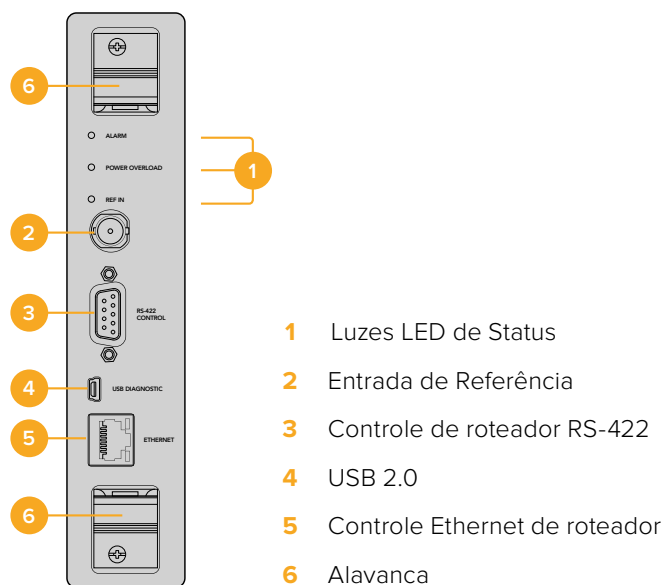 6
ALARM
POWER OVERLOAD
1
REF IN
2
3
RS-422
CONTROL
4
USB DIAGNOSTIC
5
ETHERNET
6
1 Luzes LED de Status
2 Entrada de Referência
3 Controle de roteador RS-422
4 USB 2.0
5 Controle Ethernet de roteador
6 Alavanca